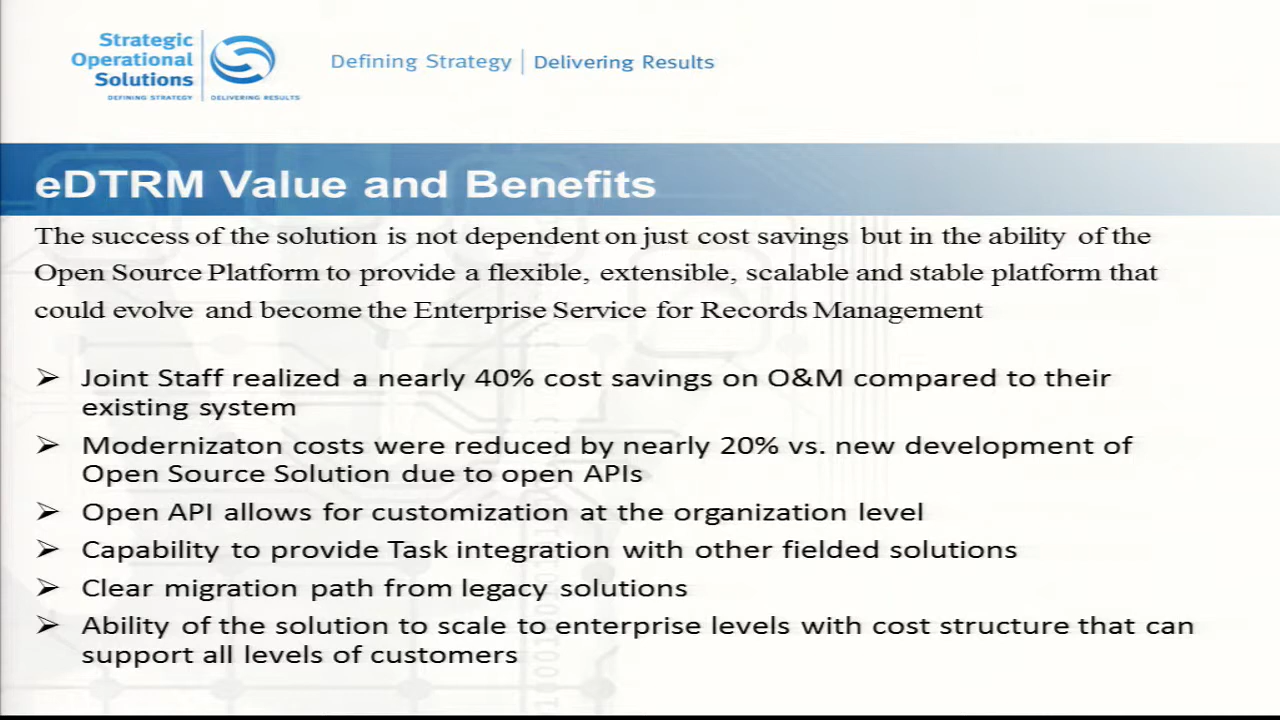 Strategic
Operational
Solutions
DEFINING STRATEGY
DELIVERING RESULTS
Defining Strategy | Delivering Results
eDTRM Value and Benefits
The success of the solution is not dependent on just cost savings but in the ability of the
Open Source Platform to provide a flexible, extensible, scalable and stable platform that
could evolve and become the Enterprise Service for Records Management
➢ Joint Staff realized a nearly 40% cost savings on O&M compared to their
existing system
➢ Modernizaton costs were reduced by nearly 20% vs. new development of
Open Source Solution due to open APIs
➢ Open API allows for customization at the organization level
➢ Capability to provide Task integration with other fielded solutions
➢ Clear migration path from legacy solutions
➢ Ability of the solution to scale to enterprise levels with cost structure that can
support all levels of customers